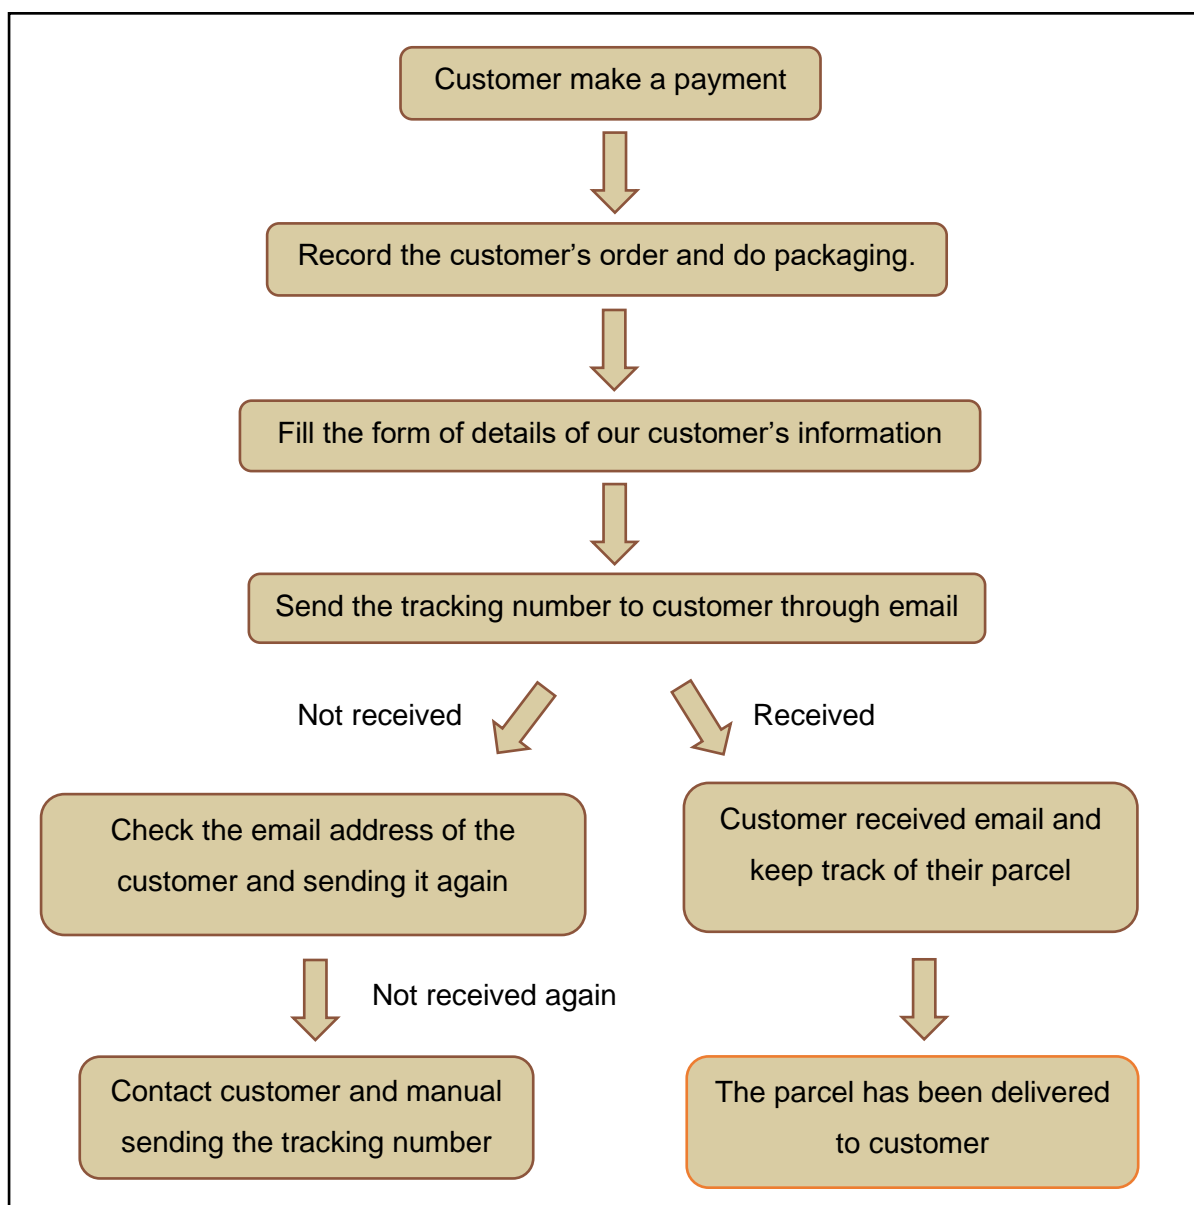 Customer make a payment
Record the customer’s order and do packaging.
Fill the form of details of our customer’s information
Send the tracking number to customer through email
Not received
Received
Check the email address of the
customer and sending it again
Customer received email and
keep track of their parcel
Not received again
Contact customer and manual
sending the tracking number
The parcel has been delivered
to customer